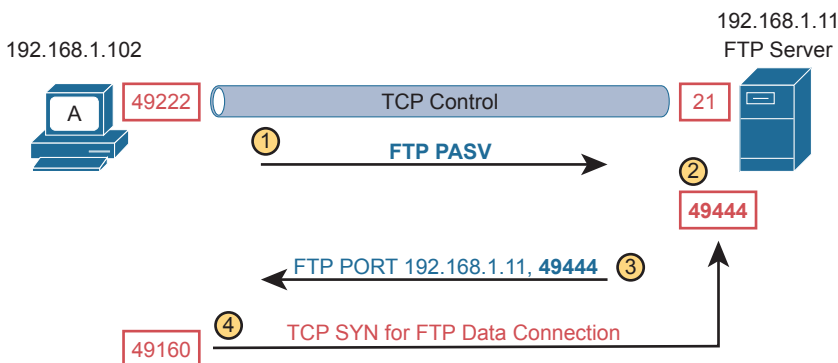 192.168.1.11
FTP Server
192.168.1.102
A
49222
TCP Control
21
1
FTP PASV
2
49444
FTP PORT 192.168.1.11, 49444
3
4
TCP SYN for FTP Data Connection
49160